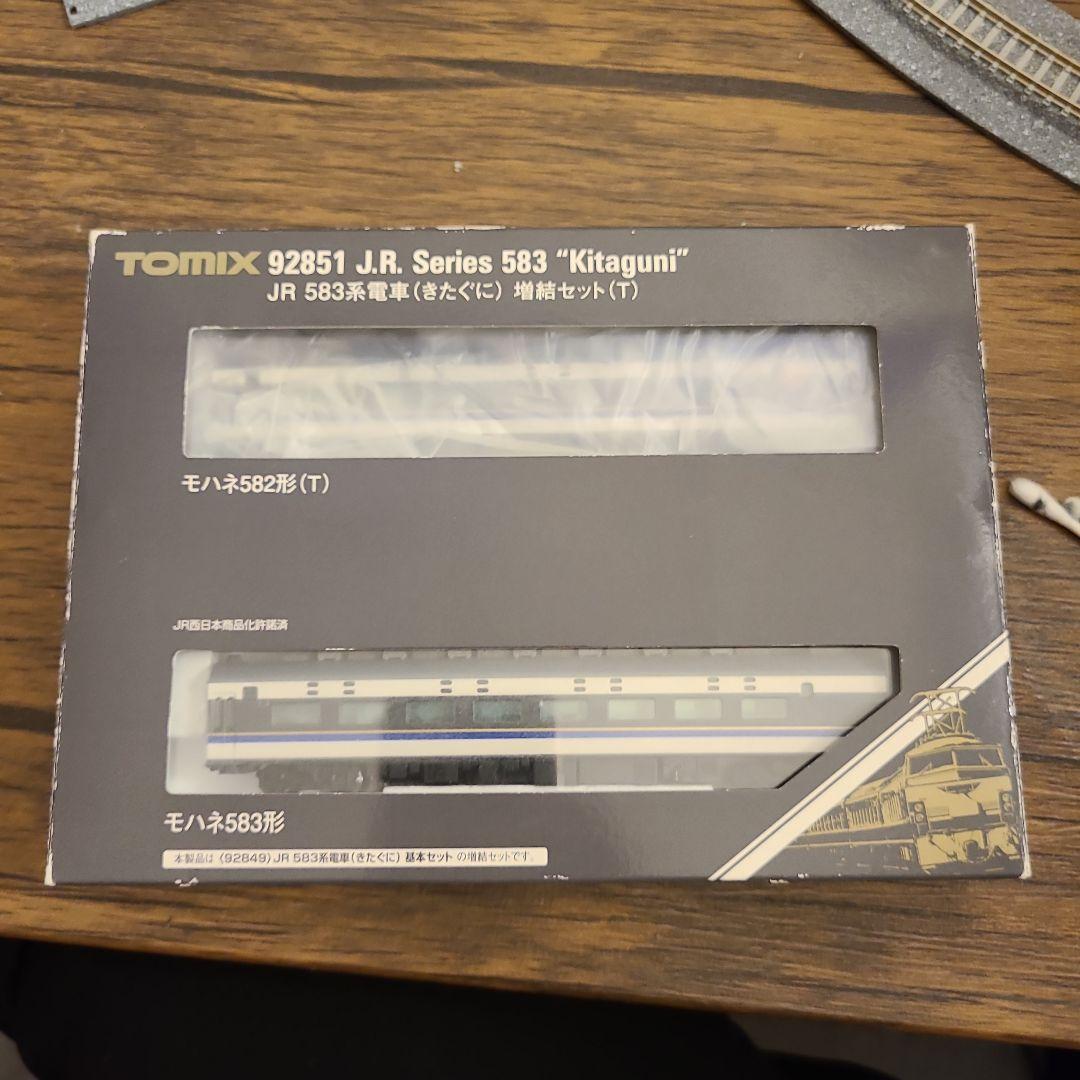 TOMIX 92851 J.R. Series 583 “Kitaguni”
JR 583系電車(きたぐに) 増結セット(T)
モハネ582形(T)
JR西日本商品化許諾済
モハネ583形
本製品は〈92849〉JR 583系電車(きたぐに) 基本セット の増結セットです。